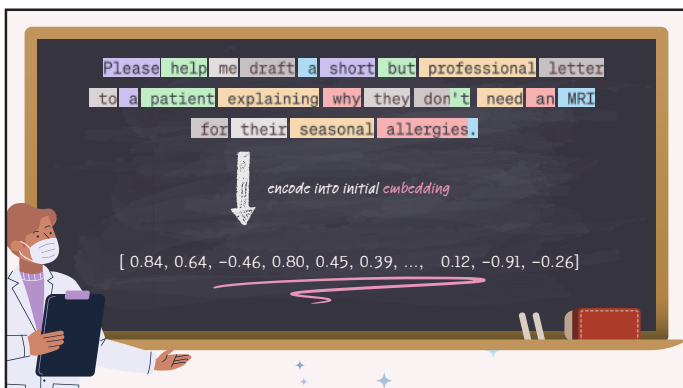 Please help me draft a short but professional letter
to a patient explaining why they don't need an MRI
for their seasonal allergies.
encode into initial embedding
[ 0.84, 0.64, −0.46, 0.80, 0.45, 0.39, ..., 0.12, −0.91, −0.26]